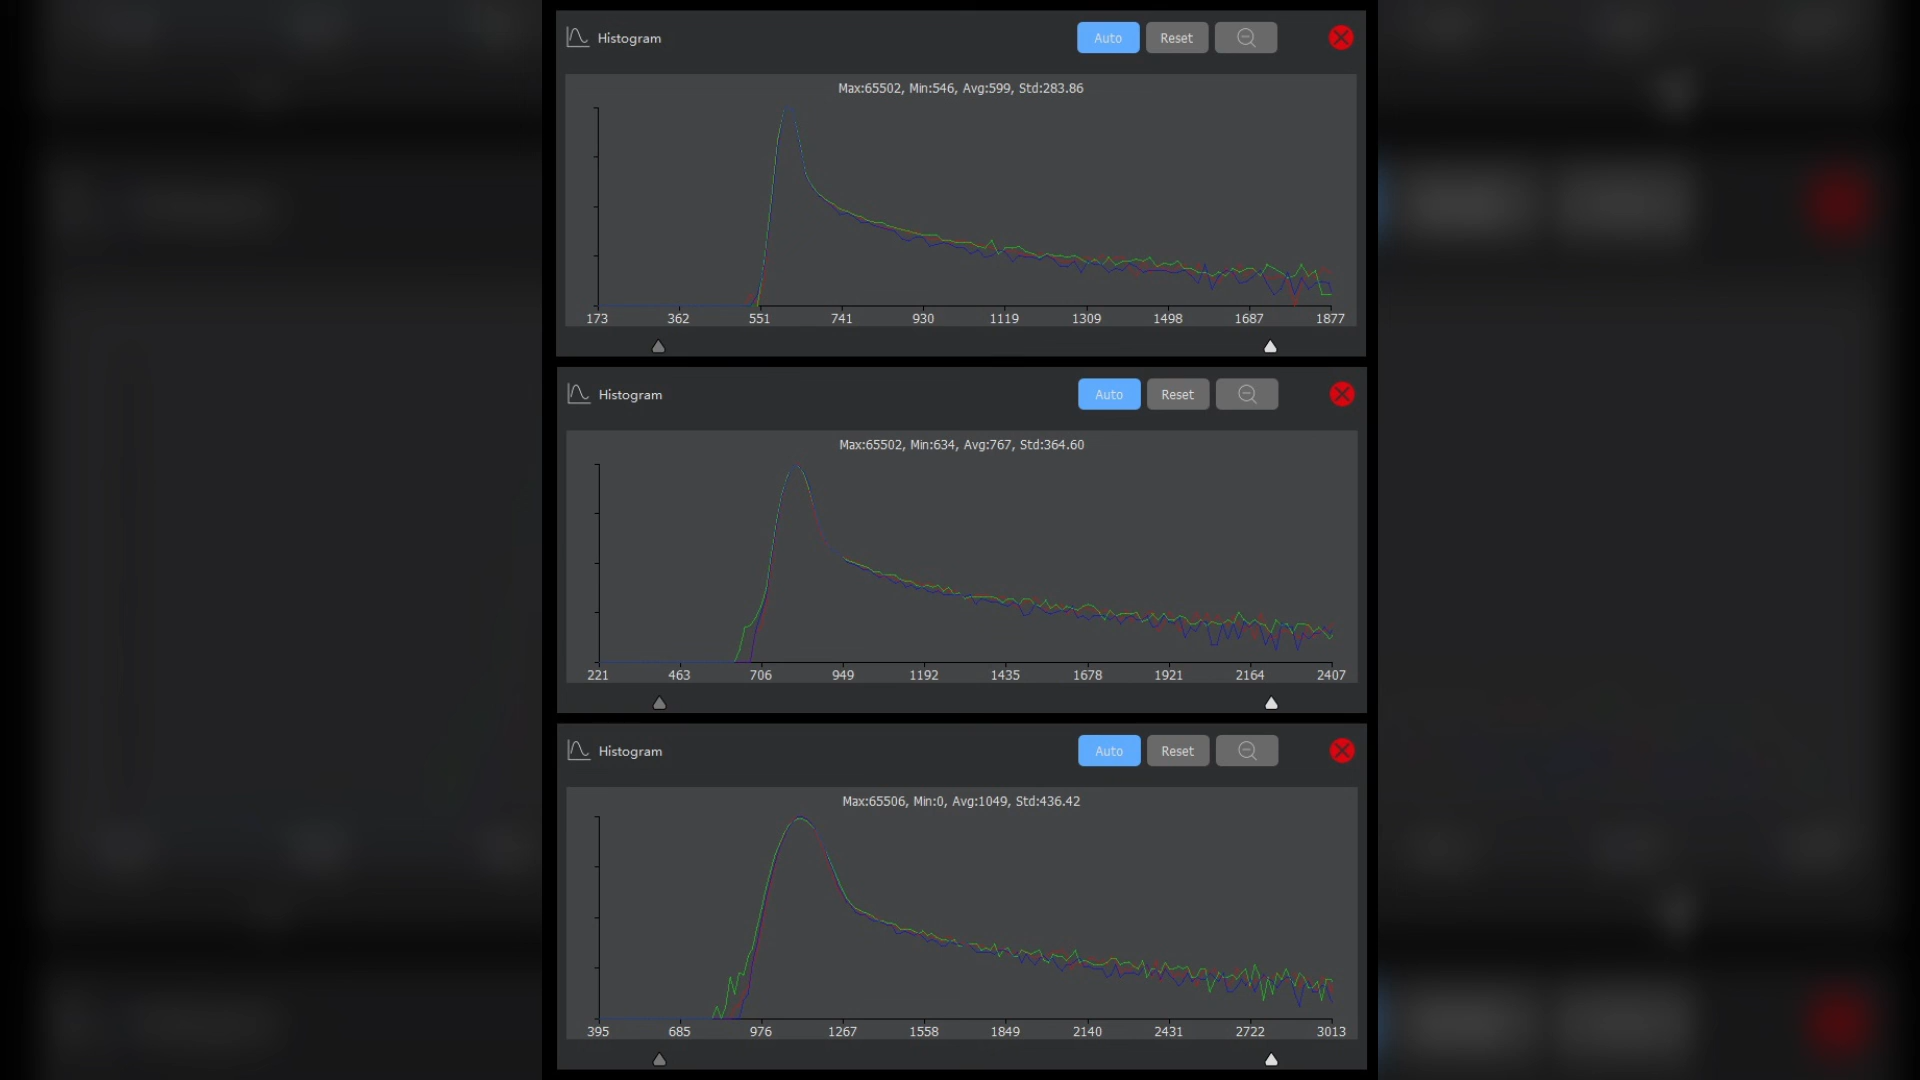 Histogram Auto Reset
Max:65502, Min:546, Avg:599, Std:283.86
173 362 551 741 930 1119 1309 1498 1687 1877
Histogram Auto Reset
Max:65502, Min:634, Avg:767, Std:364.60
221 463 706 949 1192 1435 1678 1921 2164 2407
Histogram Auto Reset
Max:65506, Min:0, Avg:1049, Std:436.42
395 685 976 1267 1558 1849 2140 2431 2722 3013